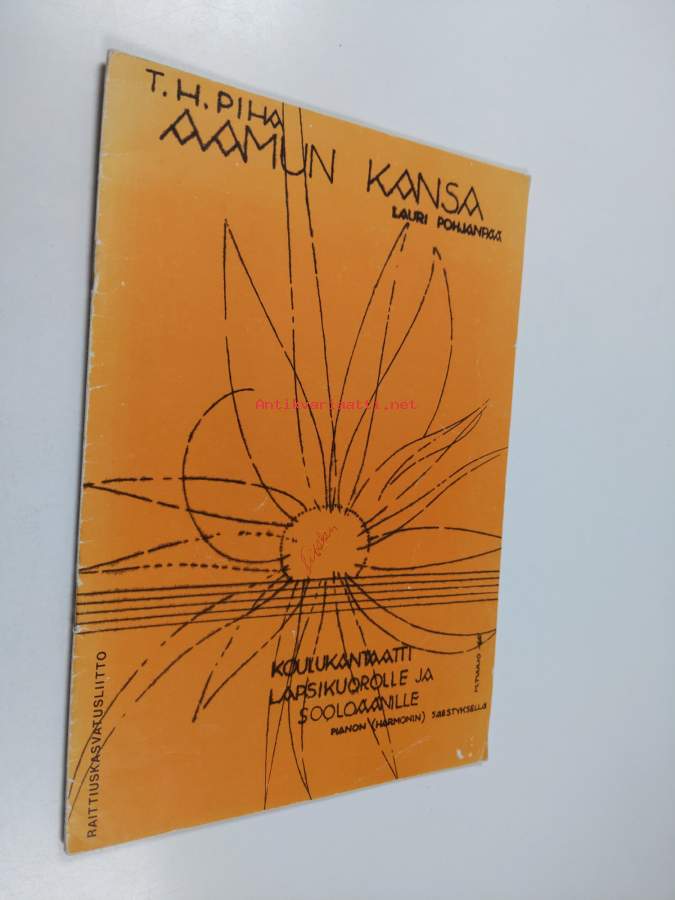 T.H. PIHA
AAMUN KANSA
LAURI POHJANPÄÄ
Antikvariaatti.net
KOULUKANTAATTI
LAPSIKUOROLLE JA
SOOLOÄÄNILLE
PIANON (HARMONIN) SÄESTYKSELLÄ
RAITTIUSKASVATUSLIITTO